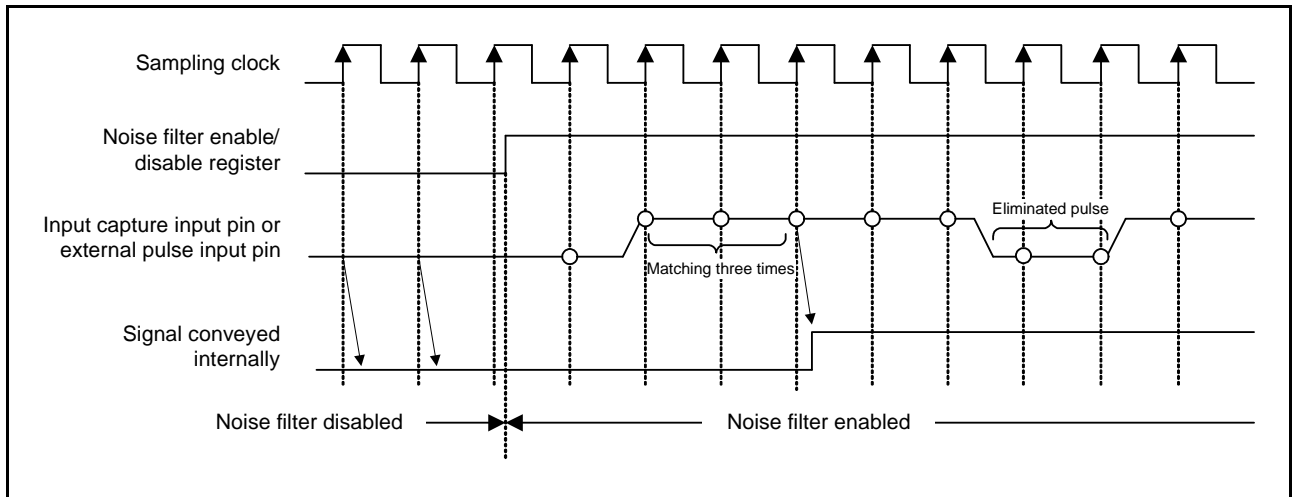 Sampling clock
Noise filter enable/
disable register
Input capture input pin or
external pulse input pin
Eliminated pulse
Matching three times
Signal conveyed
internally
Noise filter disabled
Noise filter enabled